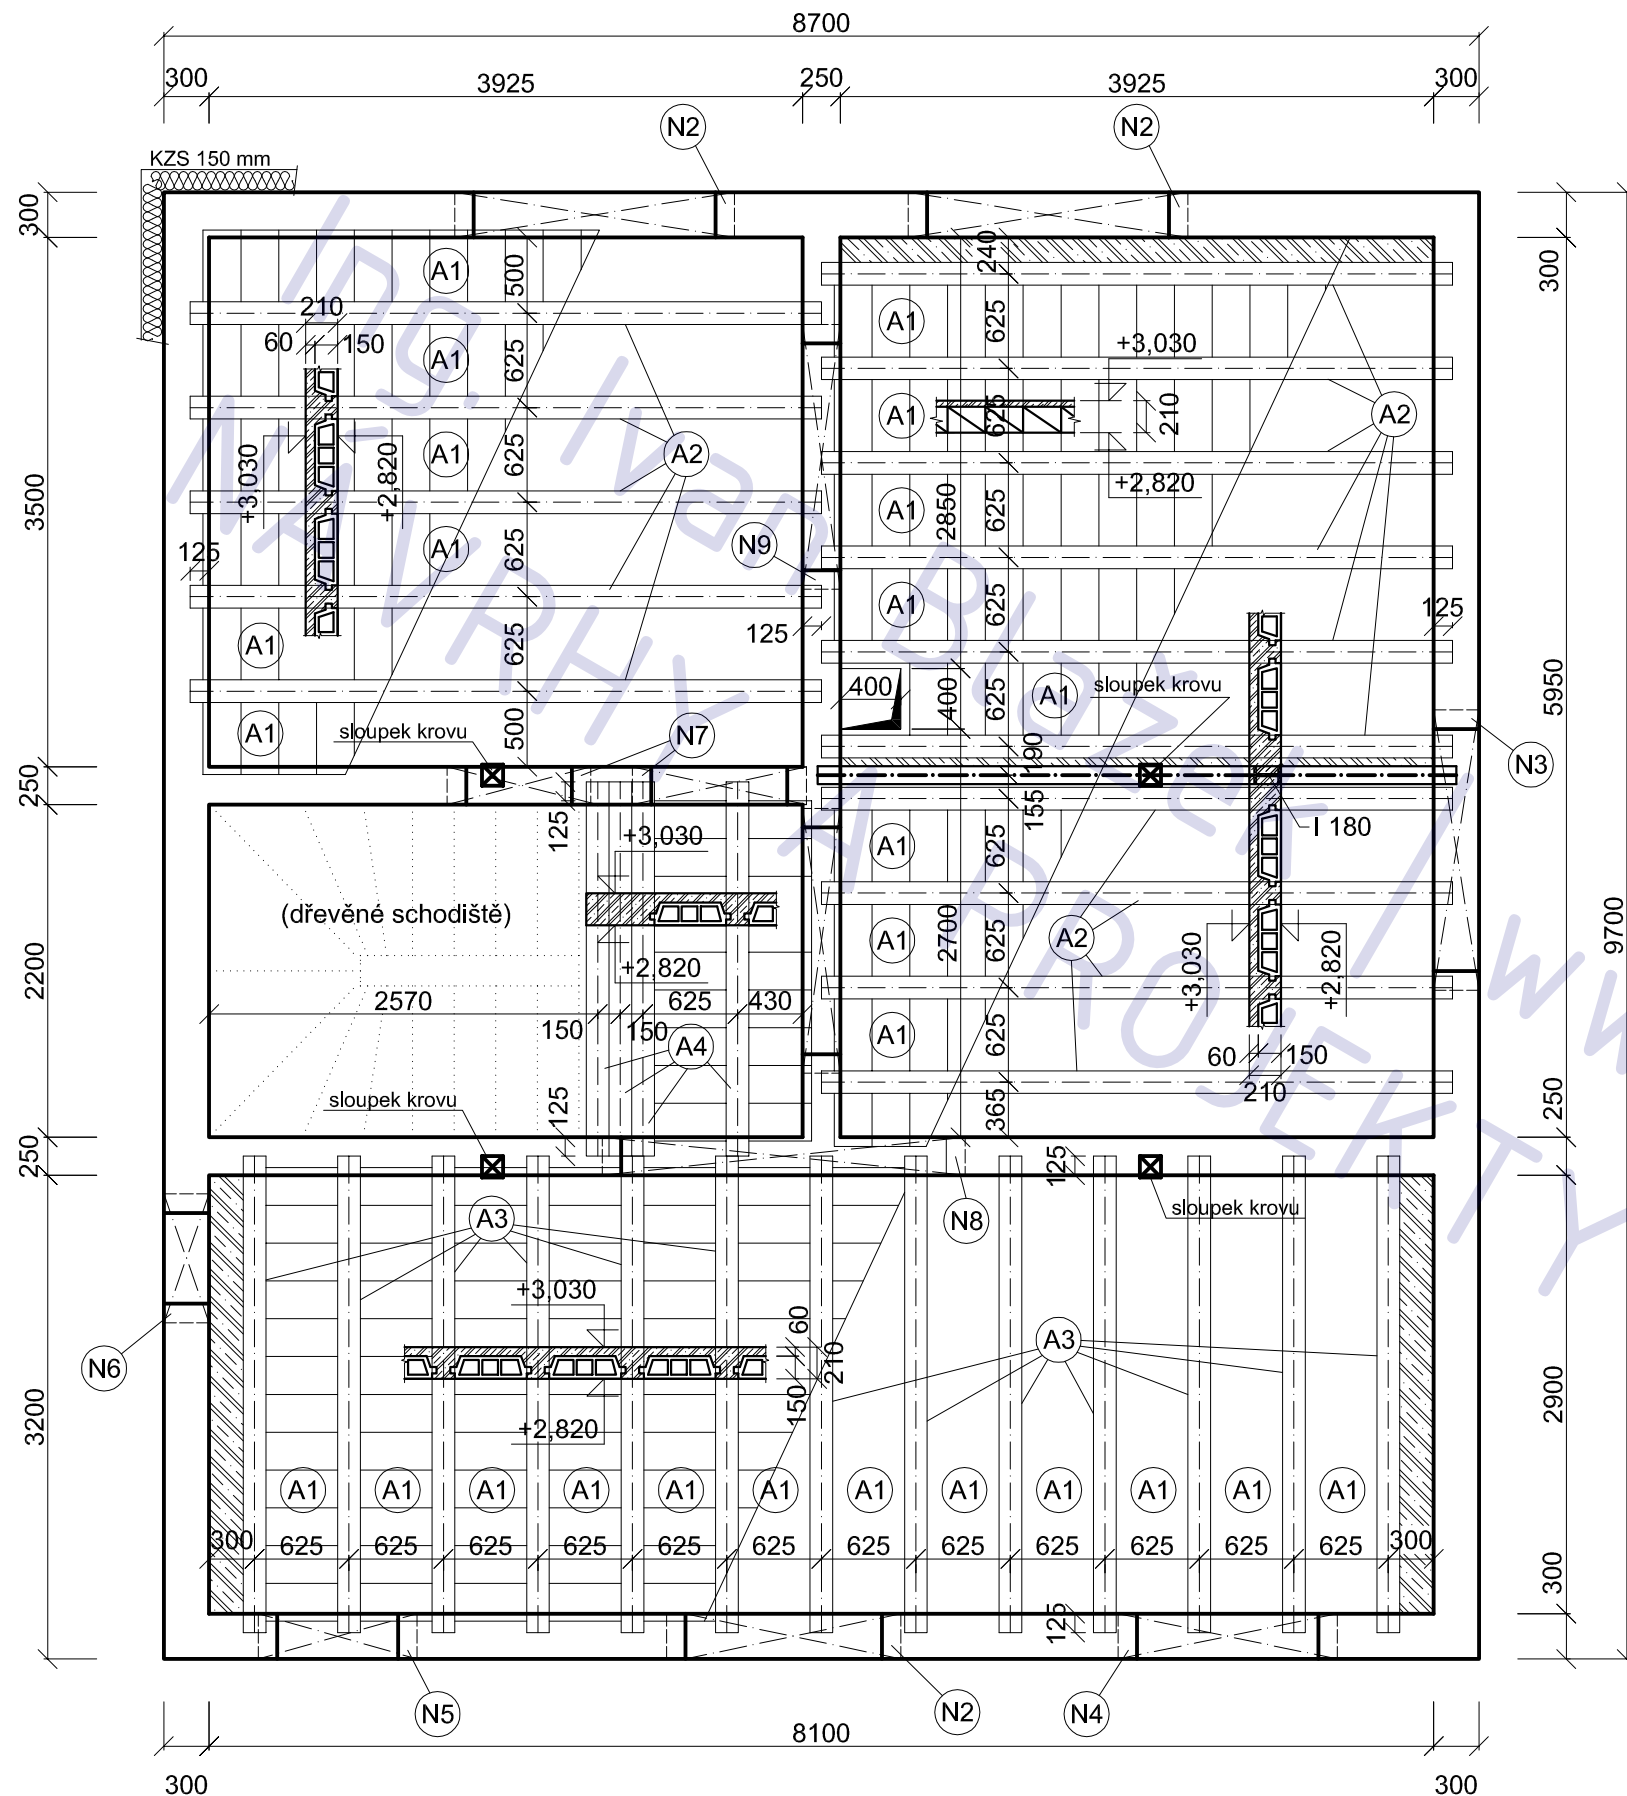 8700
300
3925
250
3925
300
N2
N2
KZS 150 mm
300
300
A1
500
240
210
60
150
A1
625
A1
625
+3,030
A2
A1
625
210
A2
+3,030
+2,820
A1
625
A2
+2,820
3500
A1
625
N9
2850
A1
625
125
A1
625
125
A1
625
125
5950
A1
500
sloupek krovu
N7
400
400
A1
625
sloupek krovu
190
N3
250
155
I 180
125
+3,030
A1
625
(dřevěné schodiště)
A2
9700
2200
+2,820
A1
2700
625
+3,030
+2,820
2570
150
150
625
430
A4
A1
625
60
150
210
sloupek krovu
125
365
250
250
125
A3
N8
sloupek krovu
+3,030
60
210
150
A3
N6
+2,820
3200
2900
A1
A1
A1
A1
A1
A1
A1
A1
A1
A1
A1
A1
300
625
625
625
625
625
625
625
625
625
625
625
625
300
300
125
N5
N2
N4
8100
300
300
Ing. Ivan Blažek / www
NÁVRHY A PROJEKTY